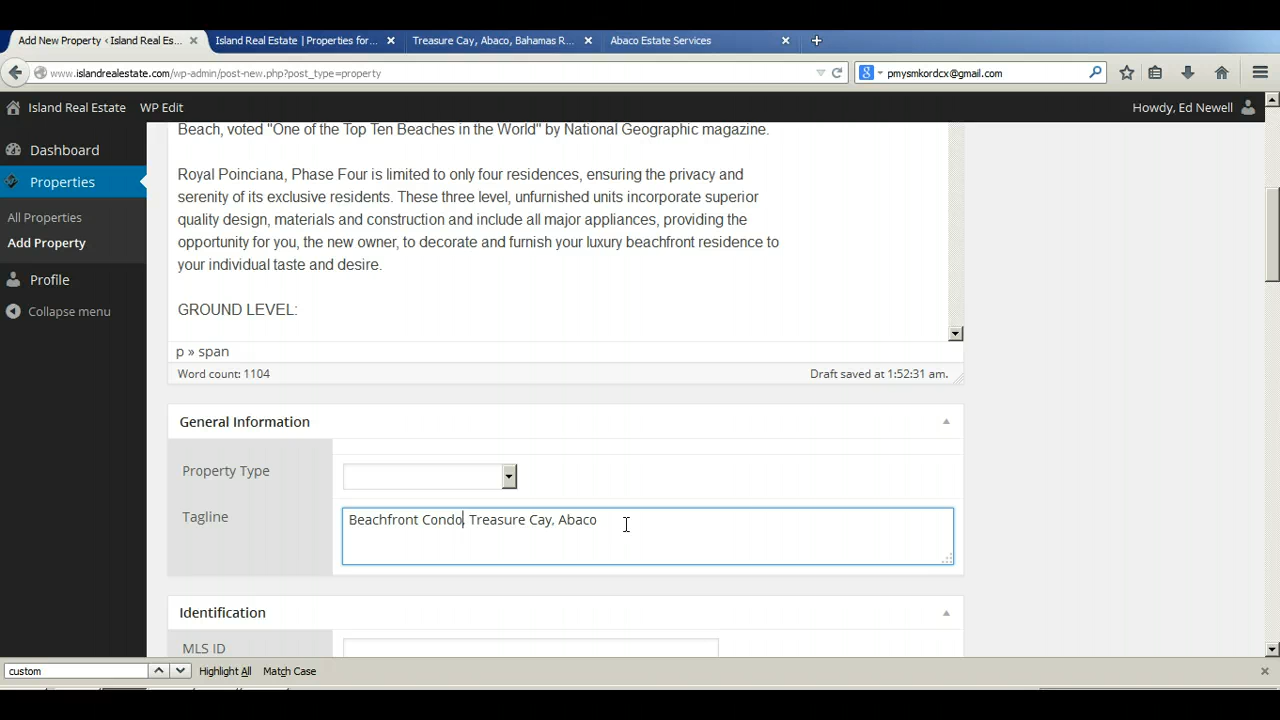 Add New Property ‹ Island Real Es...
Island Real Estate | Properties for...
Treasure Cay, Abaco, Bahamas R...
Abaco Estate Services
www.islandrealestate.com/wp-admin/post-new.php?post_type=property
pmysmkordcx@gmail.com
Island Real Estate
WP Edit
Howdy, Ed Newell
Dashboard
Properties
All Properties
Add Property
Profile
Collapse menu
Beach, voted "One of the Top Ten Beaches in the World" by National Geographic magazine.
Royal Poinciana, Phase Four is limited to only four residences, ensuring the privacy and
serenity of its exclusive residents. These three level, unfurnished units incorporate superior
quality design, materials and construction and include all major appliances, providing the
opportunity for you, the new owner, to decorate and furnish your luxury beachfront residence to
your individual taste and desire.
GROUND LEVEL:
p » span
Word count: 1104
Draft saved at 1:52:31 am.
General Information
Property Type
Tagline
Beachfront Condo, Treasure Cay. Abaco
Identification
MLS ID
custom
Highlight All
Match Case